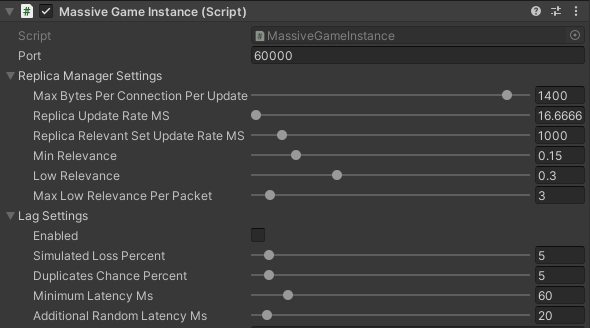 Massive Game Instance (Script)
Script MassiveGameInstance
Port 60000
Replica Manager Settings
Max Bytes Per Connection Per Update 1400
Replica Update Rate MS 16.6666
Replica Relevant Set Update Rate MS 1000
Min Relevance 0.15
Low Relevance 0.3
Max Low Relevance Per Packet 3
Lag Settings
Enabled
Simulated Loss Percent 5
Duplicates Chance Percent 5
Minimum Latency Ms 60
Additional Random Latency Ms 20